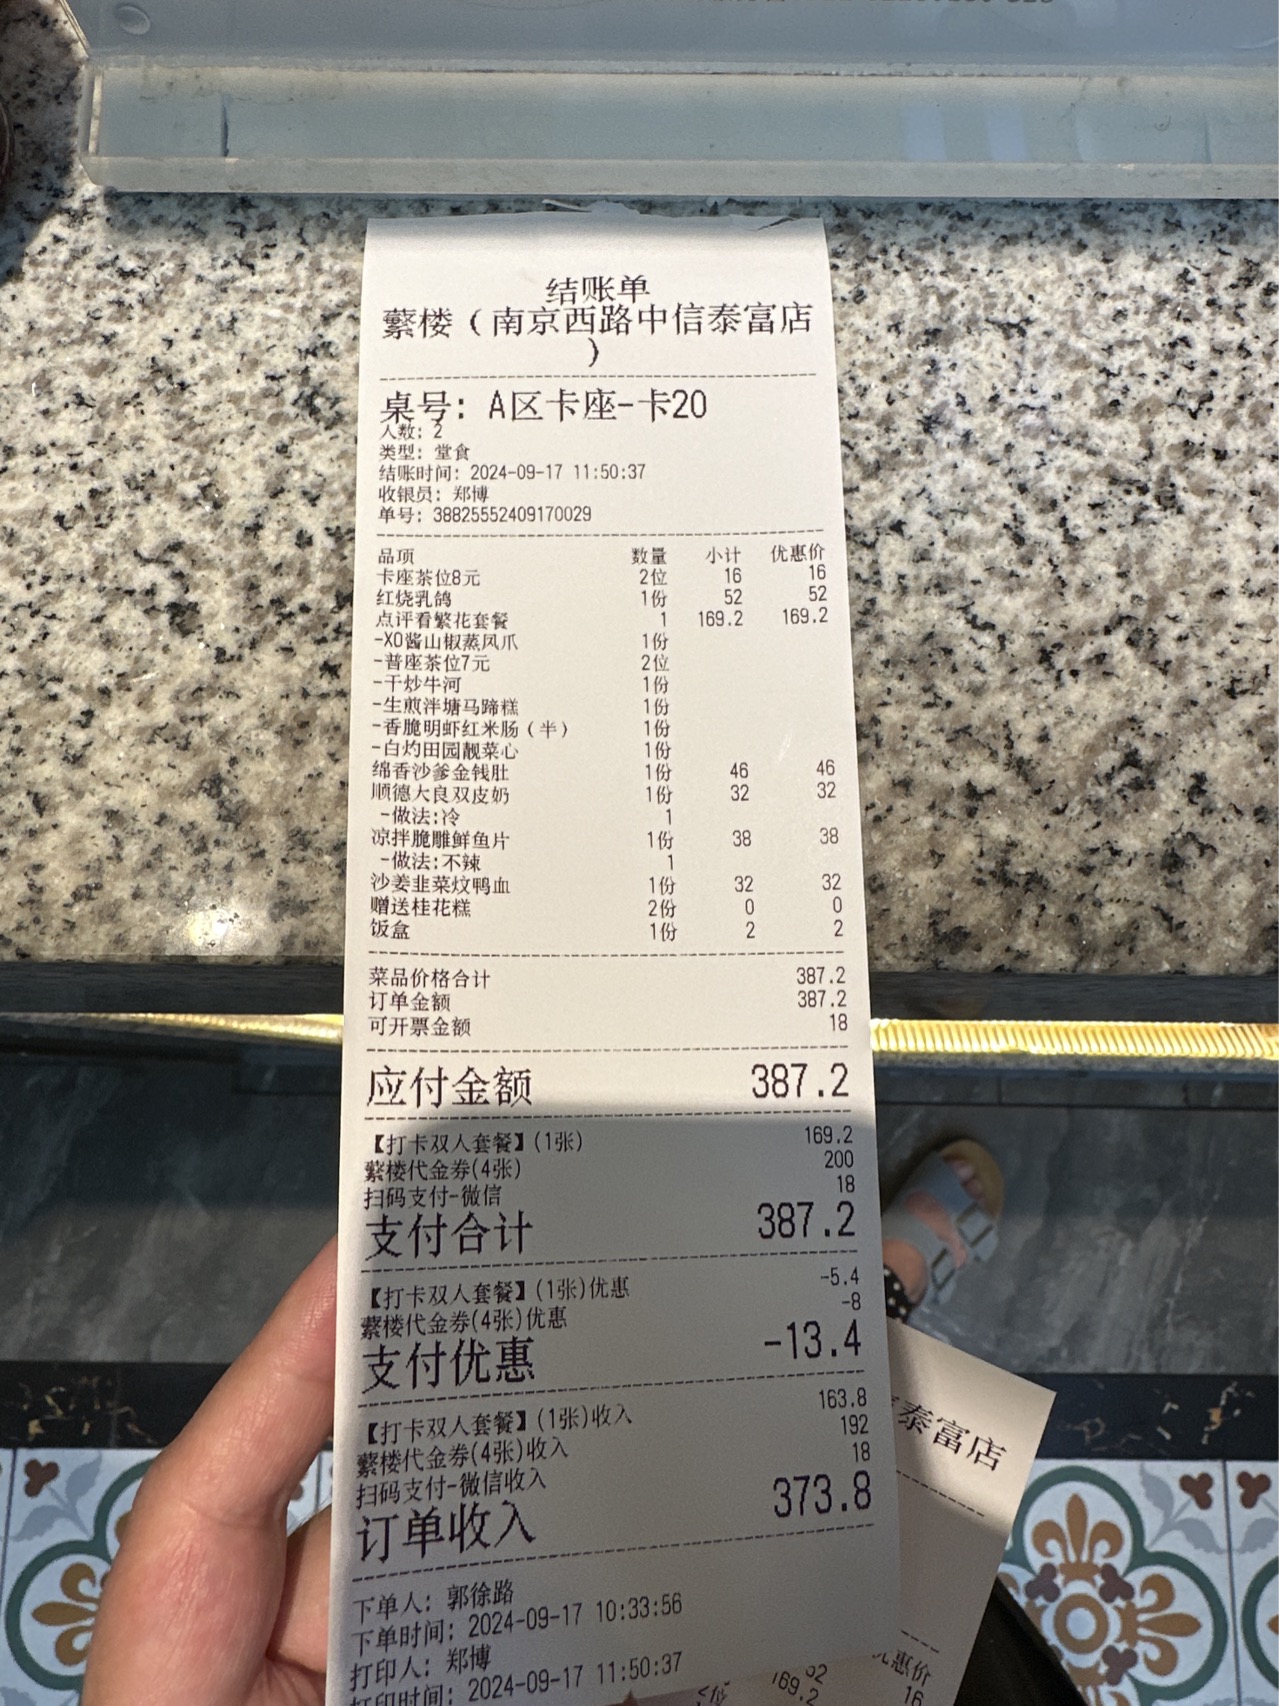 结账单
蘩楼（南京西路中信泰富店
）
桌号: A区卡座-卡20
人数: 2
类型: 堂食
结账时间: 2024-09-17 11:50:37
收银员: 郑博
单号: 38825552409170029
品项 数量 小计 优惠价
卡座茶位8元 2位 16 16
红烧乳鸽 1份 52 52
点评看繁花套餐 1 169.2 169.2
-XO酱山椒蒸凤爪 1份
-普座茶位7元 2位
-干炒牛河 1份
-生煎泮塘马蹄糕 1份
-香脆明虾红米肠（半） 1份
-白灼田园靓菜心 1份
绵香沙爹金钱肚 1份 46 46
顺德大良双皮奶 1份 32 32
-做法:冷 1
凉拌脆雕鲜鱼片 1份 38 38
-做法:不辣 1
沙姜韭菜炆鸭血 1份 32 32
赠送桂花糕 2份 0 0
饭盒 1份 2 2
菜品价格合计 387.2
订单金额 387.2
可开票金额 18
应付金额 387.2
【打卡双人套餐】(1张) 169.2
蘩楼代金券(4张) 200
扫码支付-微信 18
支付合计 387.2
【打卡双人套餐】(1张)优惠 -5.4
蘩楼代金券(4张)优惠 -8
支付优惠 -13.4
【打卡双人套餐】(1张)收入 163.8
蘩楼代金券(4张)收入 192
扫码支付-微信收入 18
订单收入 373.8
下单人: 郭徐路
下单时间: 2024-09-17 10:33:56
打印人: 郑博
打印时间: 2024-09-17 11:50:37
泰富店
优惠价
52 16
169.2